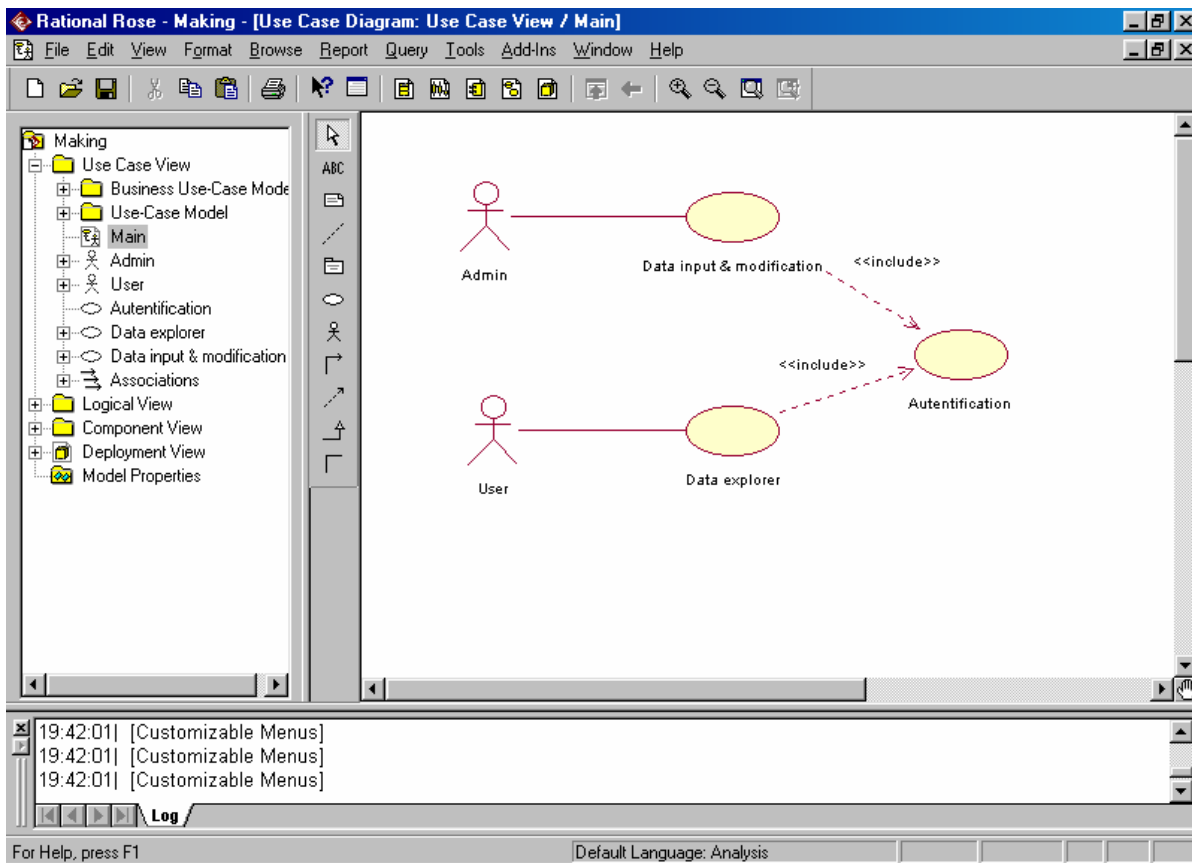 Rational Rose - Making - [Use Case Diagram: Use Case View / Main]
File Edit View Format Browse Report Query Tools Add-Ins Window Help
Making
Use Case View
Business Use-Case Mode
Use-Case Model
Main
Admin
User
Autentification
Data explorer
Data input & modification
Associations
Logical View
Component View
Deployment View
Model Properties
ABC
Admin
Data input & modification
<<include>>
<<include>>
Autentification
User
Data explorer
19:42:01| [Customizable Menus]
19:42:01| [Customizable Menus]
19:42:01| [Customizable Menus]
Log
For Help, press F1
Default Language: Analysis